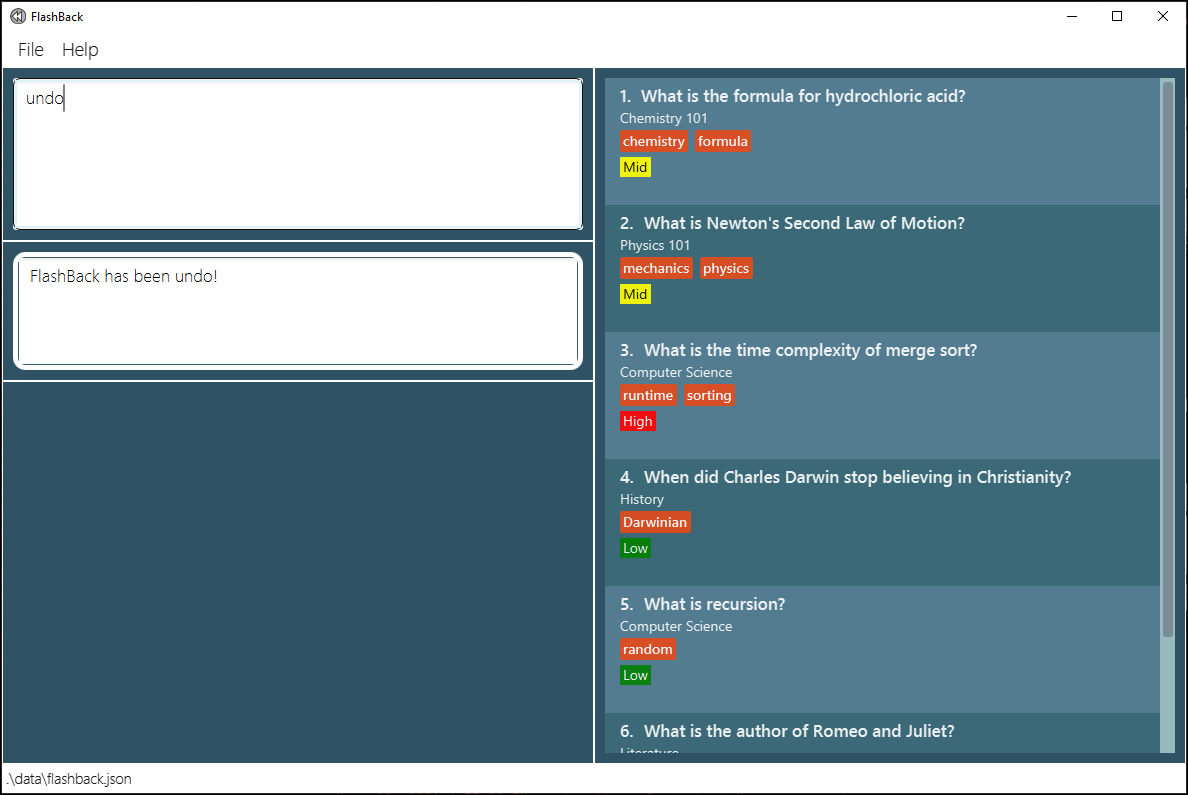 FlashBack
File Help
undo
FlashBack has been undo!
1. What is the formula for hydrochloric acid?
Chemistry 101
chemistry formula
Mid
2. What is Newton's Second Law of Motion?
Physics 101
mechanics physics
Mid
3. What is the time complexity of merge sort?
Computer Science
runtime sorting
High
4. When did Charles Darwin stop believing in Christianity?
History
Darwinian
Low
5. What is recursion?
Computer Science
random
Low
6. What is the author of Romeo and Juliet?
Literature
.\data\flashback.json